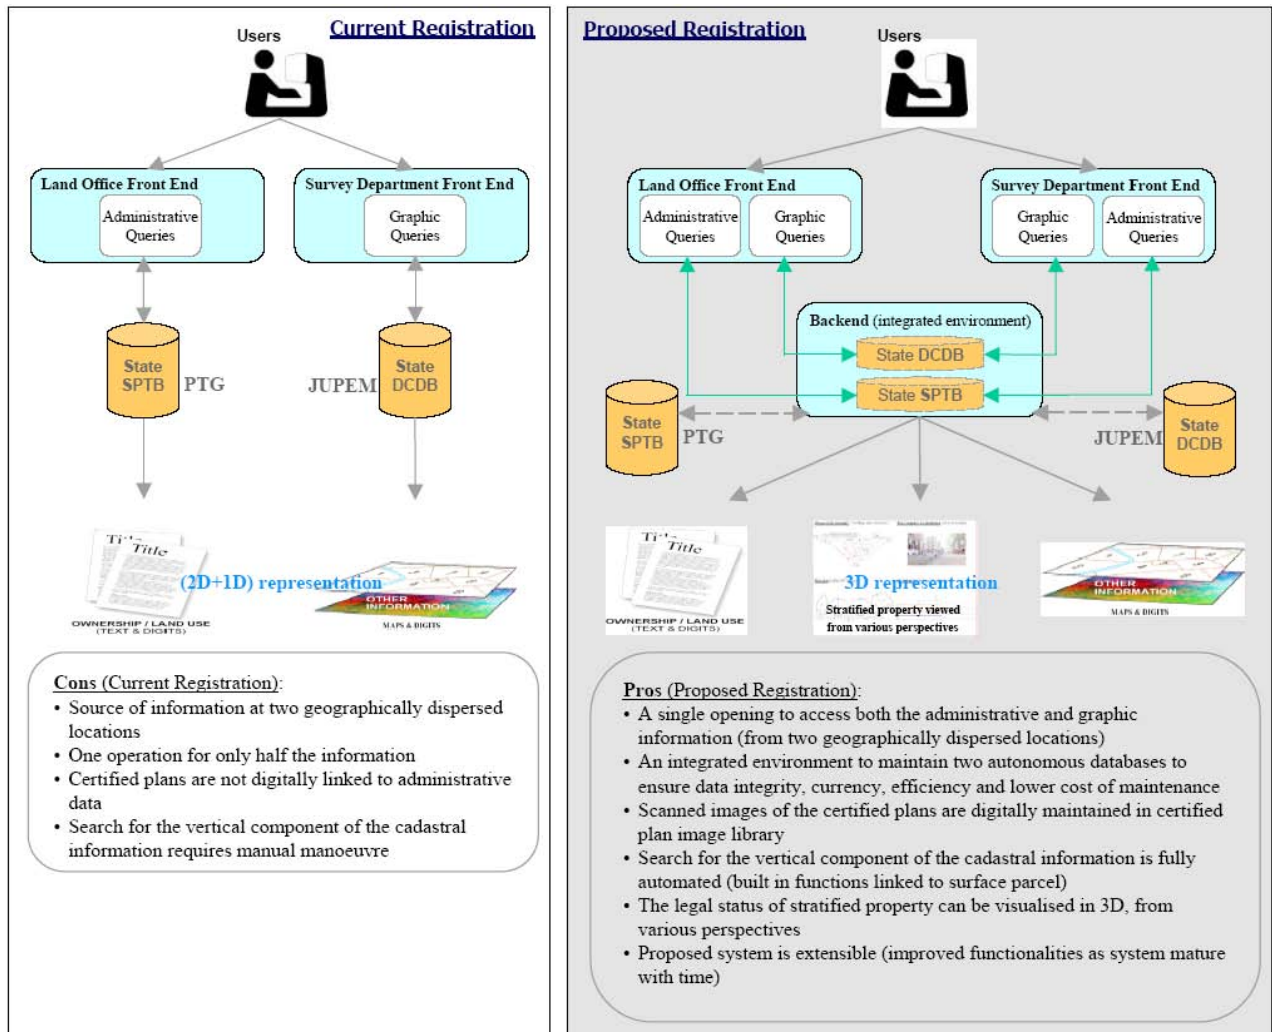 Current Registration
Users
Land Office Front End
Administrative
Queries
Survey Department Front End
Graphic
Queries
State
SPTB
PTG
JUPEM
State
DCDB
Title
Title
(2D+1D) representation
OTHER
INFORMATION
OWNERSHIP / LAND USE
(TEXT & DIGITS)
MAPS & DIGITS
Cons (Current Registration):
• Source of information at two geographically dispersed
locations
• One operation for only half the information
• Certified plans are not digitally linked to administrative
data
• Search for the vertical component of the cadastral
information requires manual manoeuvre
Proposed Registration
Users
Land Office Front End
Administrative
Queries
Graphic
Queries
Survey Department Front End
Graphic
Queries
Administrative
Queries
Backend (integrated environment)
State DCDB
State SPTB
State
SPTB
PTG
JUPEM
State
DCDB
Title
Title
OWNERSHIP / LAND USE
(TEXT & DIGITS)
3D representation
Stratified property viewed
from various perspectives
OTHER
INFORMATION
MAPS & DIGITS
Pros (Proposed Registration):
• A single opening to access both the administrative and graphic
information (from two geographically dispersed locations)
• An integrated environment to maintain two autonomous databases to
ensure data integrity, currency, efficiency and lower cost of maintenance
• Scanned images of the certified plans are digitally maintained in certified
plan image library
• Search for the vertical component of the cadastral information is fully
automated (built in functions linked to surface parcel)
• The legal status of stratified property can be visualised in 3D, from
various perspectives
• Proposed system is extensible (improved functionalities as system mature
with time)